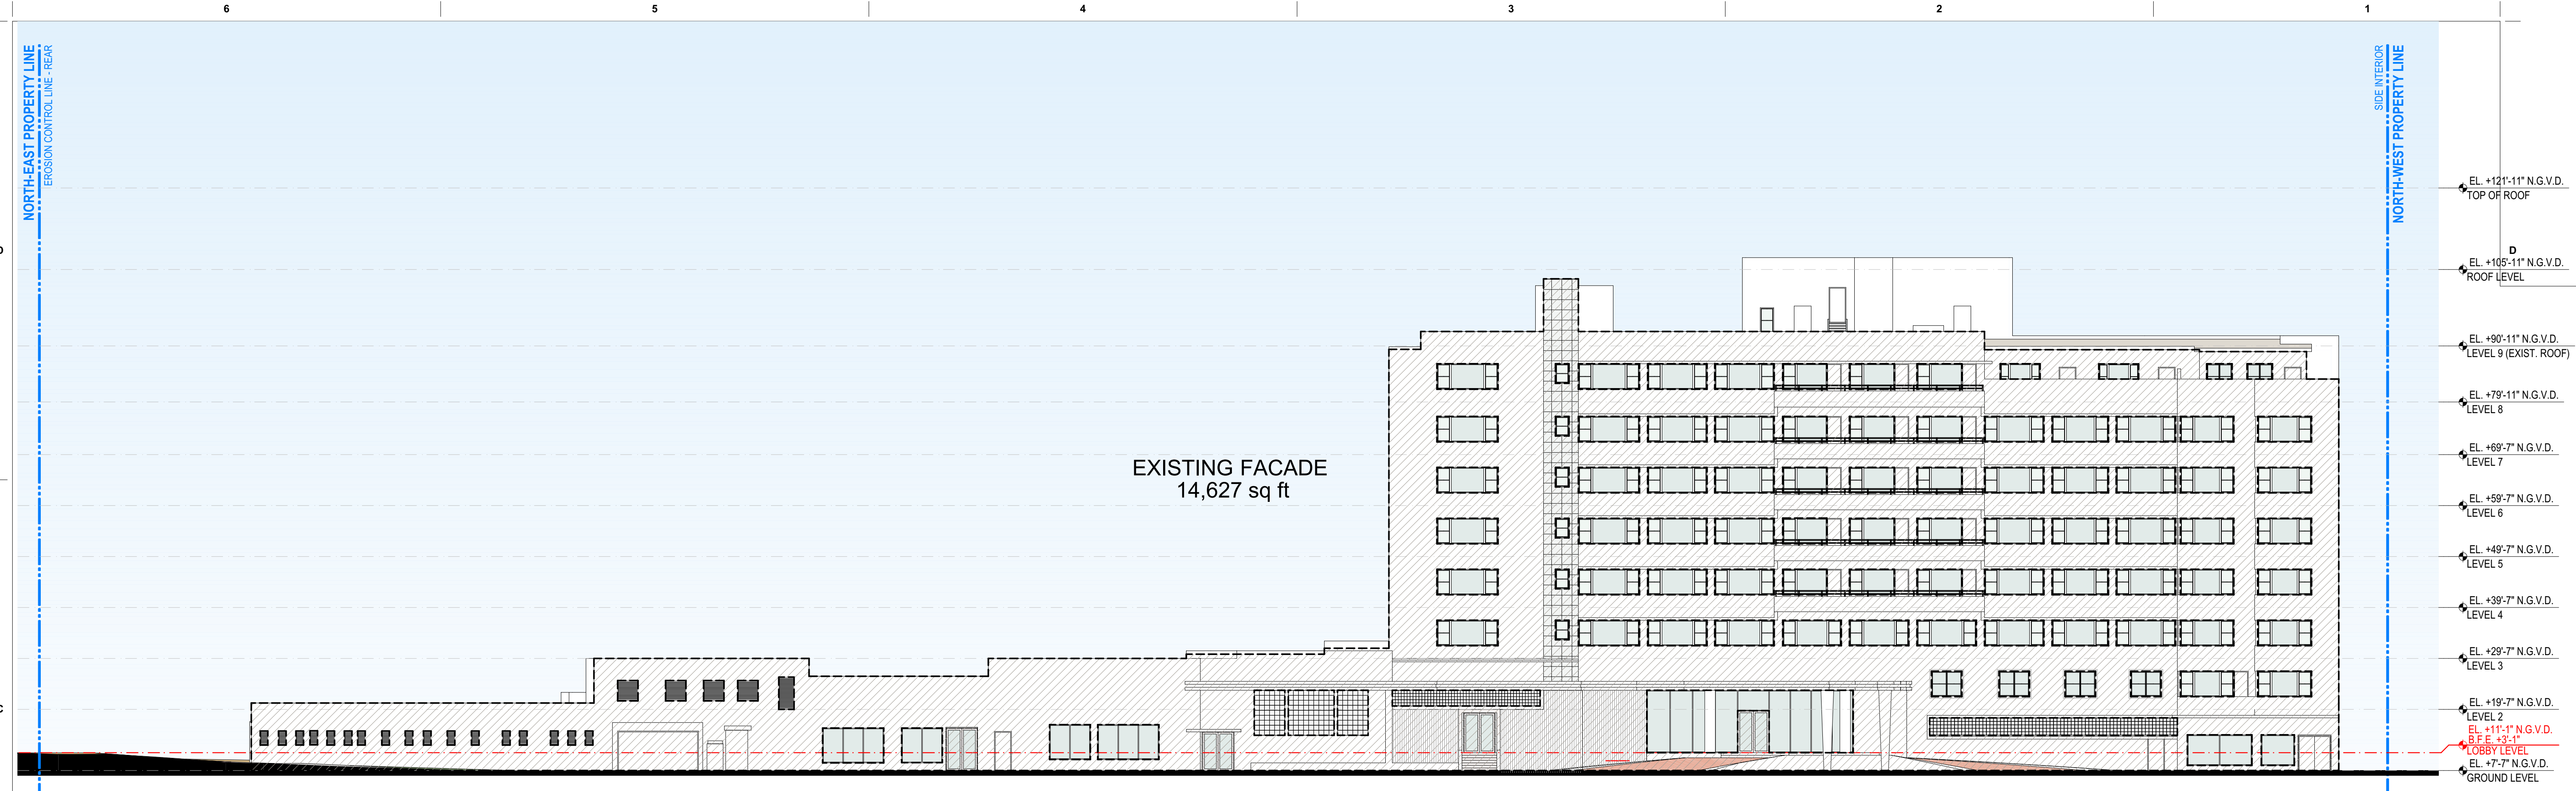 6
5
4
3
2
1
NORTH-EAST PROPERTY LINE
EROSION CONTROL LINE - REAR
SIDE INTERIOR
NORTH-WEST PROPERTY LINE
EL. +121'-11" N.G.V.D.
TOP OF ROOF
D
D
EL. +105'-11" N.G.V.D.
ROOF LEVEL
EL. +90'-11" N.G.V.D.
LEVEL 9 (EXIST. ROOF)
EL. +79'-11" N.G.V.D.
LEVEL 8
EXISTING FACADE
14,627 sq ft
EL. +69'-7" N.G.V.D.
LEVEL 7
EL. +59'-7" N.G.V.D.
LEVEL 6
EL. +49'-7" N.G.V.D.
LEVEL 5
EL. +39'-7" N.G.V.D.
LEVEL 4
EL. +29'-7" N.G.V.D.
LEVEL 3
C
EL. +19'-7" N.G.V.D.
LEVEL 2
EL. +11'-1" N.G.V.D.
B.F.E. +3'-1"
LOBBY LEVEL
EL. +7'-7" N.G.V.D.
GROUND LEVEL